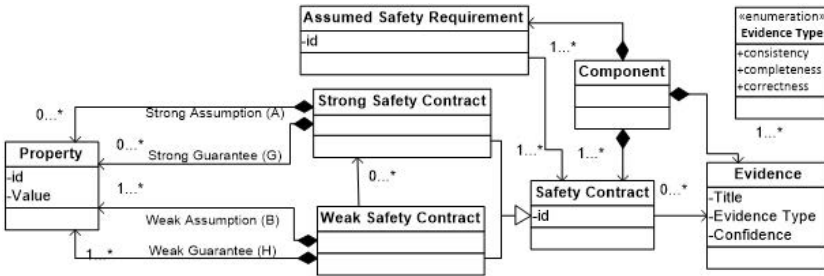 Assumed Safety Requirement
-id
«enumeration»
Evidence Type
+consistency
+completeness
+correctness
1...*
Component
0...*
Strong Assumption (A)
Strong Safety Contract
0...*
Strong Guarantee (G)
Property
-id
-Value
1...*
1...*
1...*
1...*
0...*
Weak Assumption (B)
Weak Safety Contract
1...*
Weak Guarantee (H)
Safety Contract
-id
0...*
Evidence
-Title
-Evidence Type
-Confidence